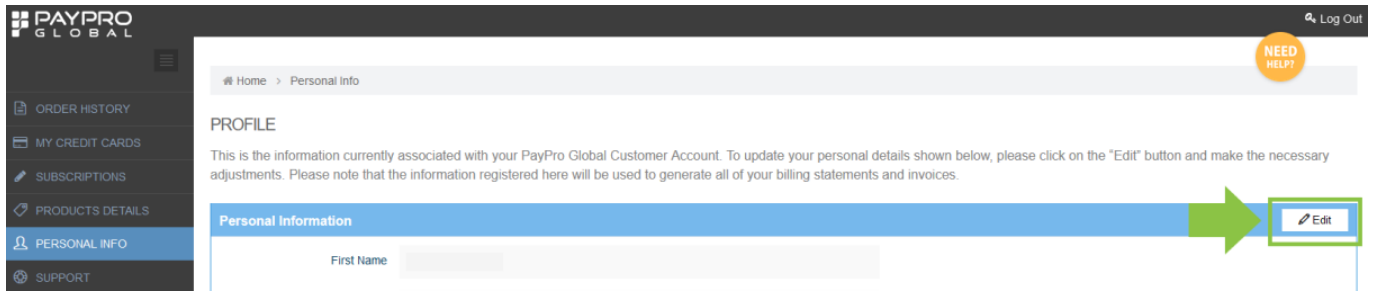 PAYPRO
GLOBAL
Log Out
NEED
HELP?
Home > Personal Info
ORDER HISTORY
MY CREDIT CARDS
SUBSCRIPTIONS
PRODUCTS DETAILS
PERSONAL INFO
SUPPORT
PROFILE
This is the information currently associated with your PayPro Global Customer Account. To update your personal details shown below, please click on the "Edit" button and make the necessary
adjustments. Please note that the information registered here will be used to generate all of your billing statements and invoices.
Personal Information
Edit
First Name